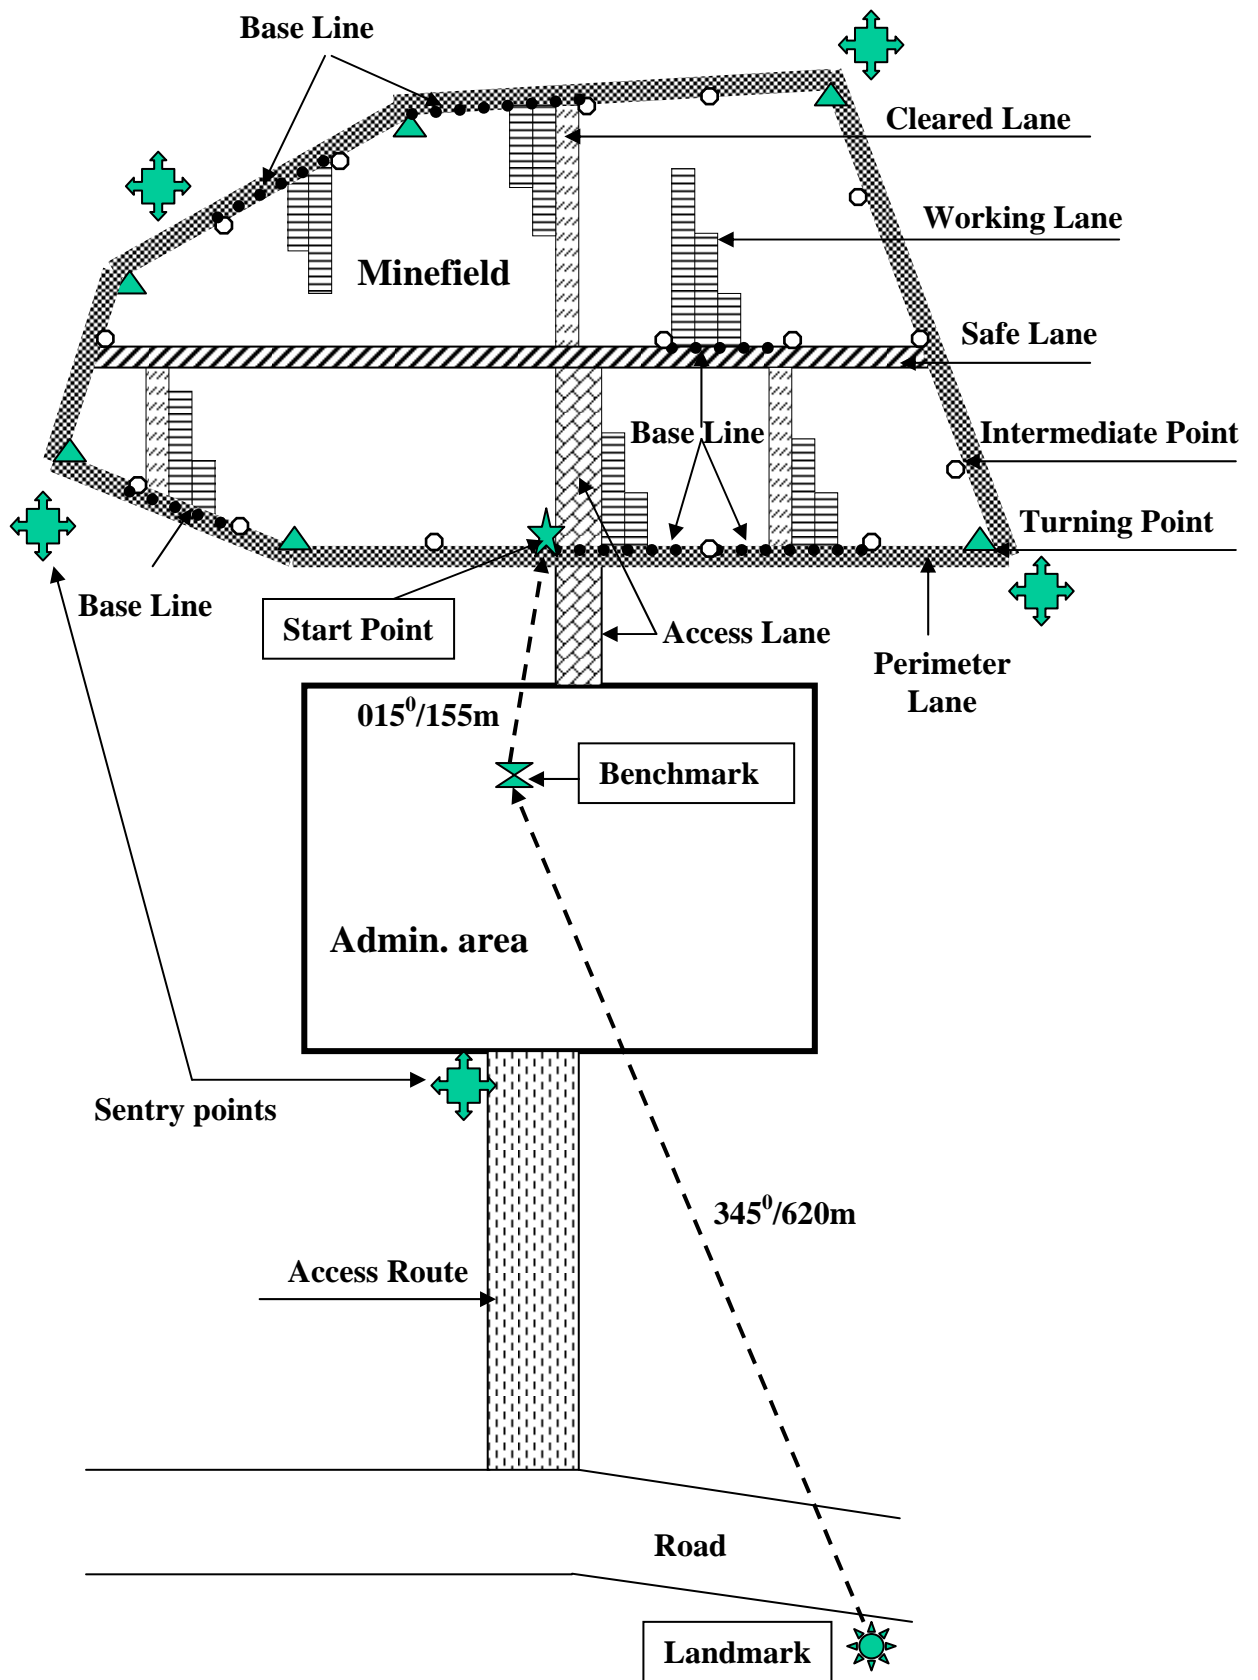 Base Line
Cleared Lane
Working Lane
Minefield
Safe Lane
Base Line
Intermediate Point
Turning Point
Base Line
Start Point
Access Lane
Perimeter
Lane
015⁰/155m
Benchmark
Admin. area
Sentry points
345⁰/620m
Access Route
Road
Landmark